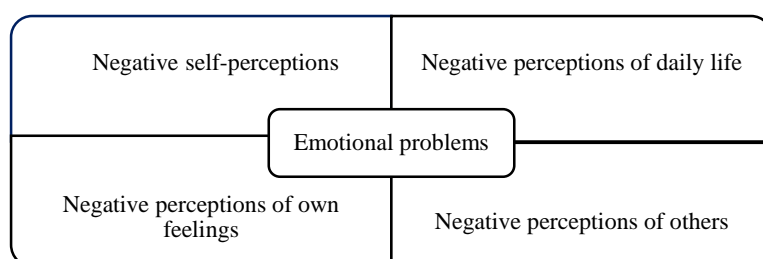 Negative self-perceptions
Negative perceptions of daily life
Emotional problems
Negative perceptions of own
feelings
Negative perceptions of others